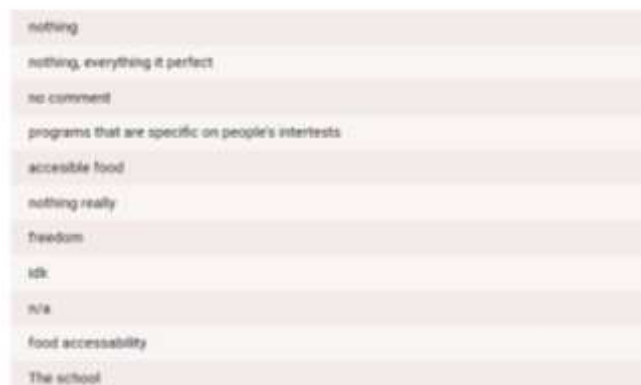 nothing
nothing, everything it perfect
no comment
programs that are specific on people's intertests
accesible food
nothing really
freedom
idk
n/a
food accessability
The school